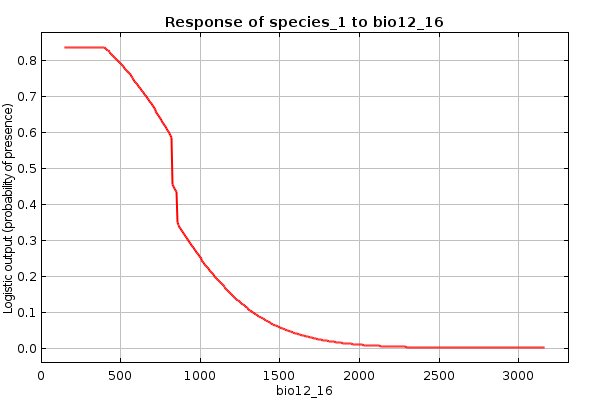 Response of species_1 to bio12_16
Logistic output (probability of presence)
0.8
0.7
0.6
0.5
0.4
0.3
0.2
0.1
0.0
0 500 1000 1500 2000 2500 3000
bio12_16